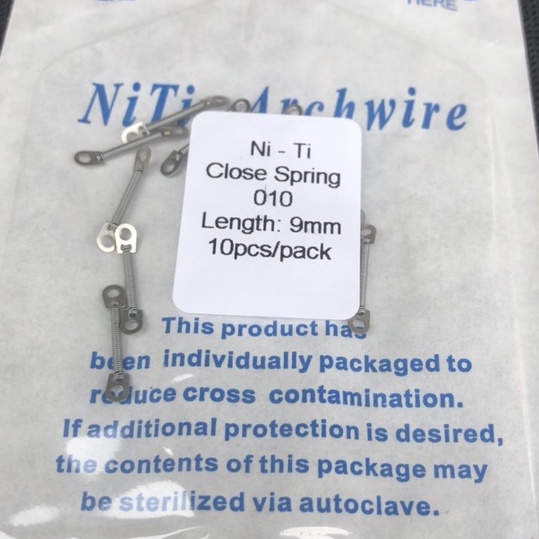 HERE
NiTi Archwire
Ni - Ti
Close Spring
010
Length: 9mm
10pcs/pack
This product has
been individually packaged to
reduce cross contamination.
If additional protection is desired,
the contents of this package may
be sterilized via autoclave.